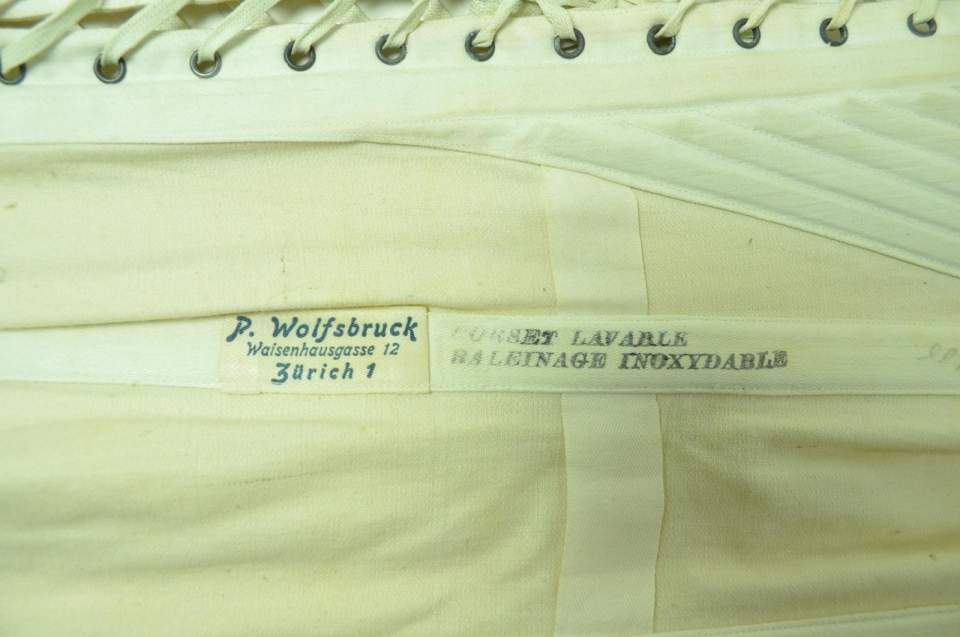 P. Wolfsbruck
Waisenhausgasse 12
Zürich 1
CORSET LAVABLE
BALEINAGE INOXYDABLE